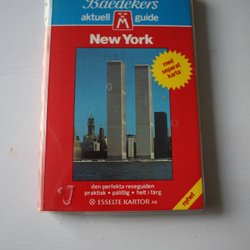 Baedekers
aktuell M guide
New York
med
separat
karta
den perfekta reseguiden
praktisk • pålitlig • helt i färg
ESSELTE KARTOR AB
nyhet